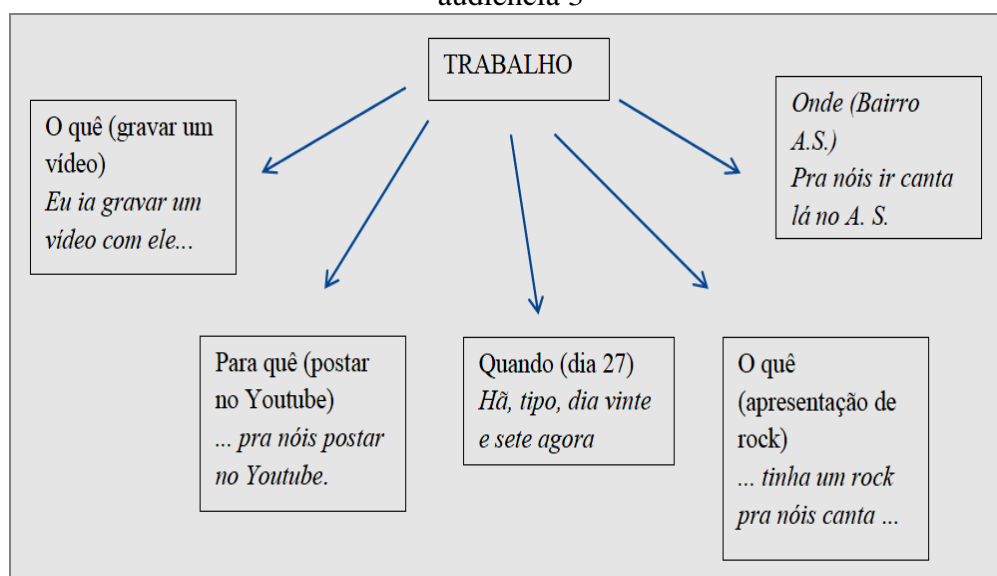 audiência 3
TRABALHO
O quê (gravar um
vídeo)
Eu ia gravar um
vídeo com ele...
Onde (Bairro
A.S.)
Pra nóis ir canta
lá no A. S.
Para quê (postar
no Youtube)
... pra nóis postar
no Youtube.
Quando (dia 27)
Hã, tipo, dia vinte
e sete agora
O quê
(apresentação de
rock)
... tinha um rock
pra nóis canta ...